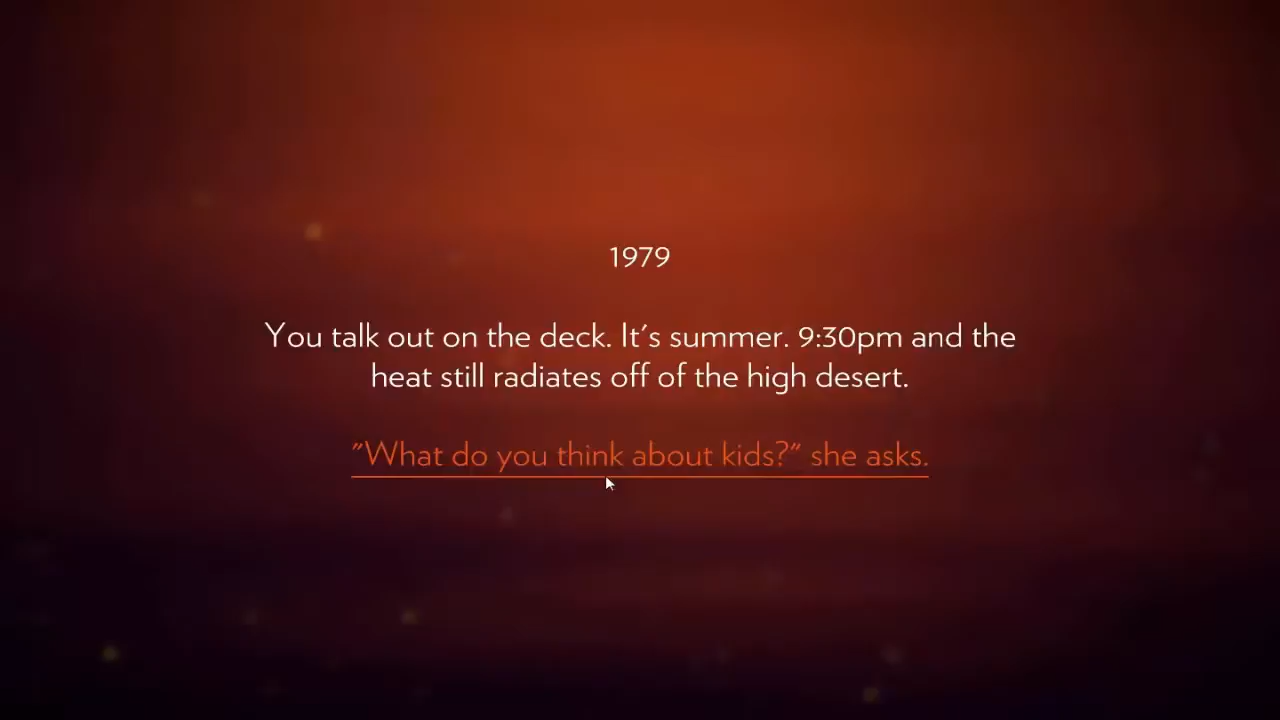 1979
You talk out on the deck. It's summer. 9:30pm and the
heat still radiates off of the high desert.
"What do you think about kids?" she asks.